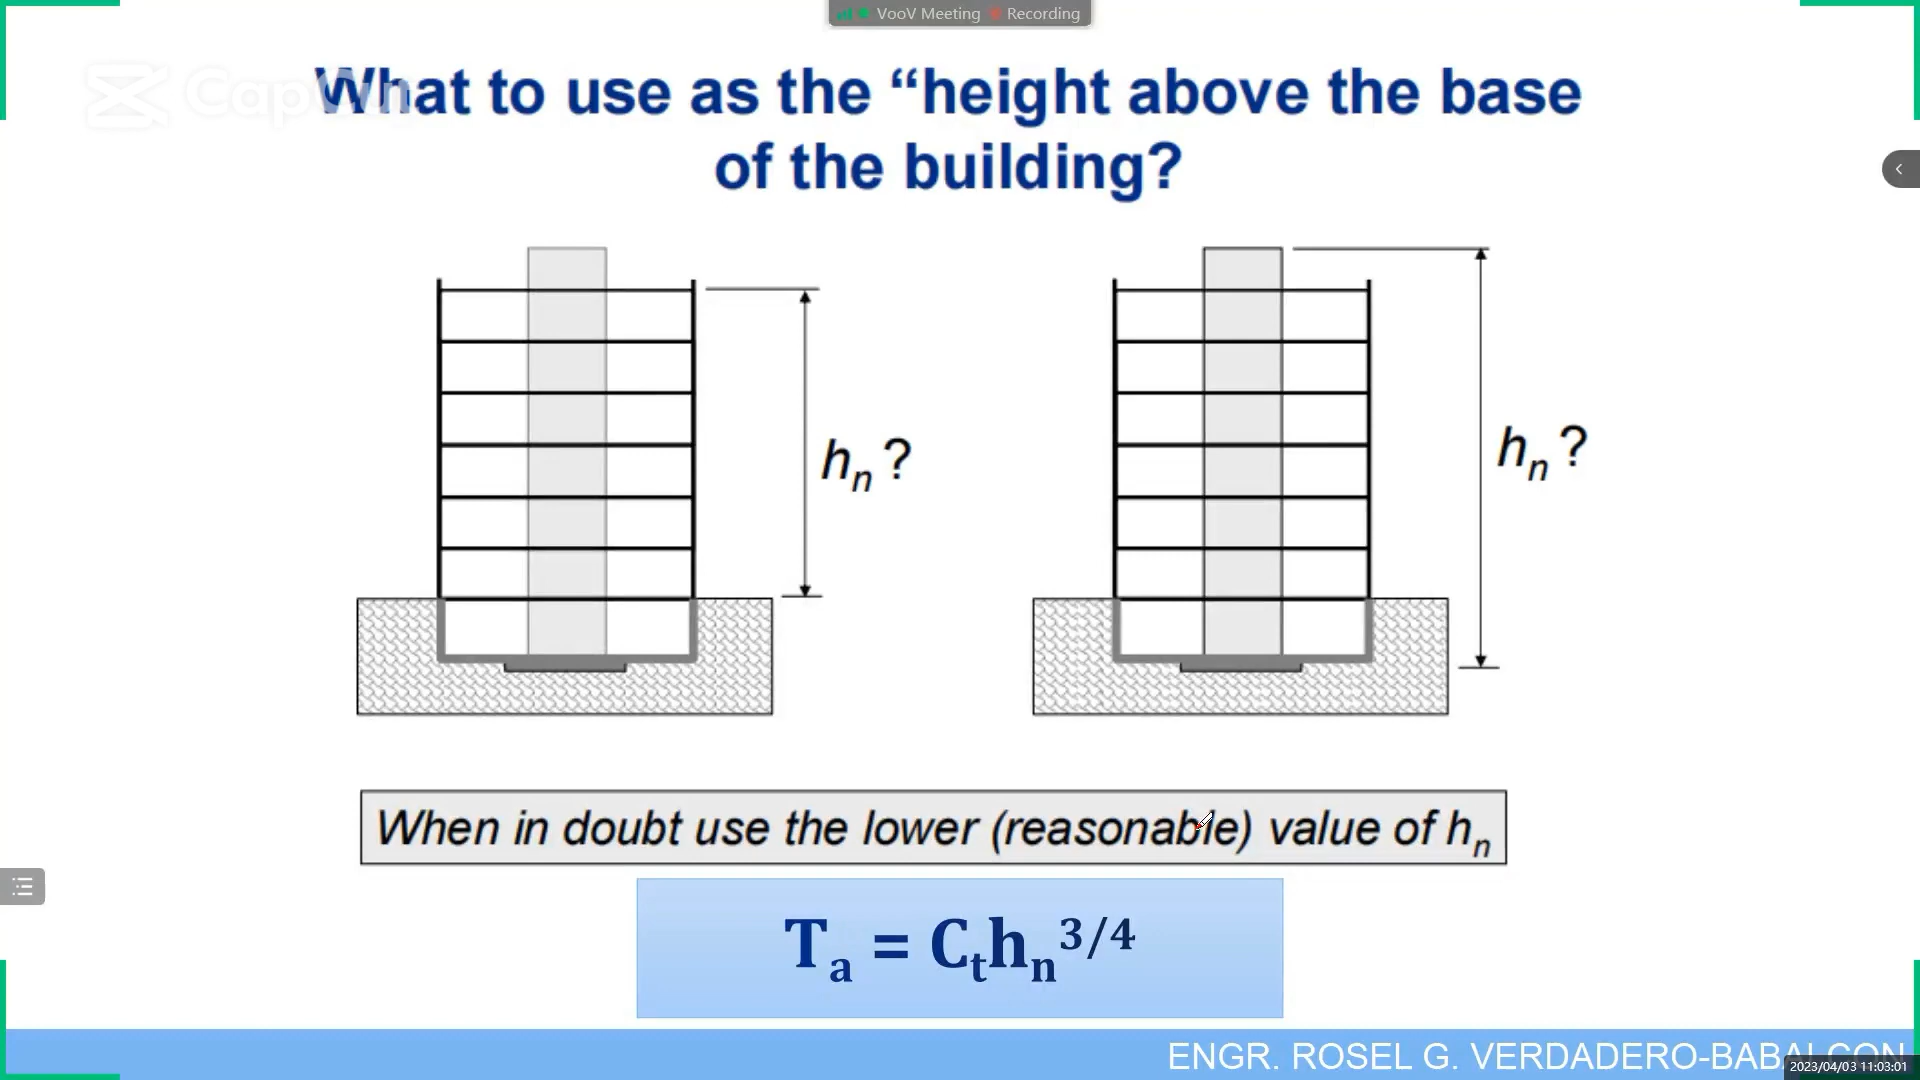 VooV Meeting Recording
CapCut
What to use as the “height above the base
of the building?
hn ?
hn ?
When in doubt use the lower (reasonable) value of hn
Ta = Cthn3/4
ENGR. ROSEL G. VERDADERO-BABALCON
2023/04/03 11:03:01